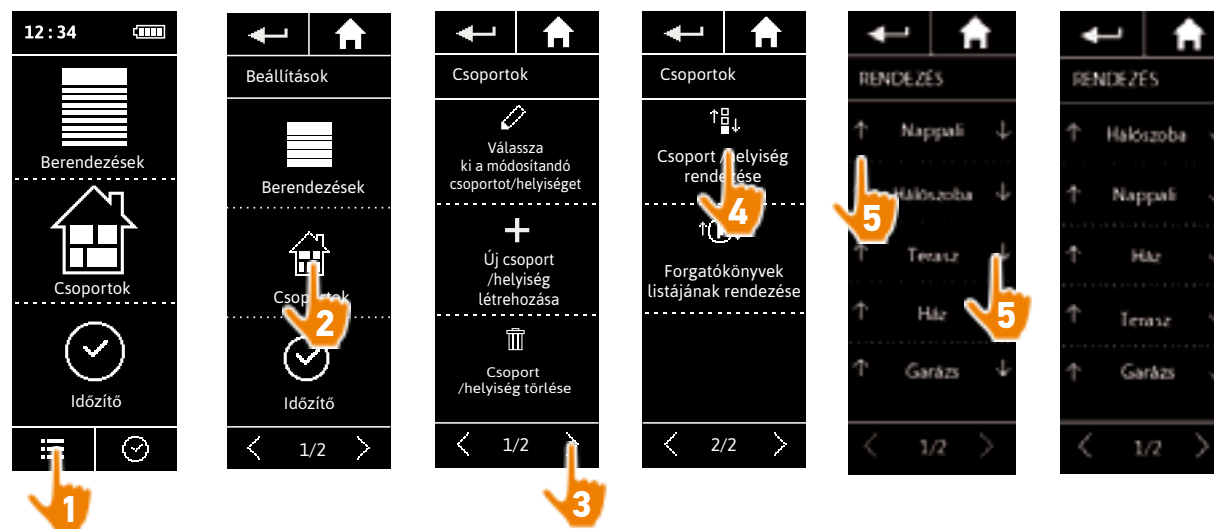 12:34
Berendezések
Csoportok
Időzítő
1
Beállítások
Berendezések
Csoportok
2
Időzítő
1/2
Csoportok
Válassza
ki a módosítandó
csoportot/helyiséget
Új csoport
/helyiség
létrehozása
Csoport
/helyiség törlése
1/2
3
Csoportok
Csoport /helyiség
rendezése
4
Forgatókönyvek
listájának rendezése
2/2
RENDEZÉS
Nappali
Hálószoba
5
Terasz
Ház
5
Garázs
1/2
RENDEZÉS
Hálószoba
Nappali
Ház
Terasz
Garázs
1/2